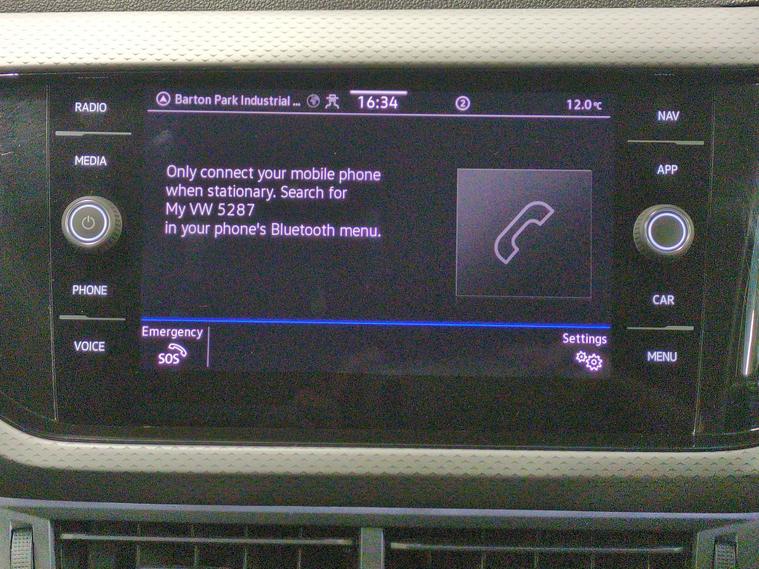 RADIO
MEDIA
PHONE
VOICE
Barton Park Industrial ... 16:34 2 12.0°C
Only connect your mobile phone
when stationary. Search for
My VW 5287
in your phone's Bluetooth menu.
Emergency
SOS
Settings
NAV
APP
CAR
MENU